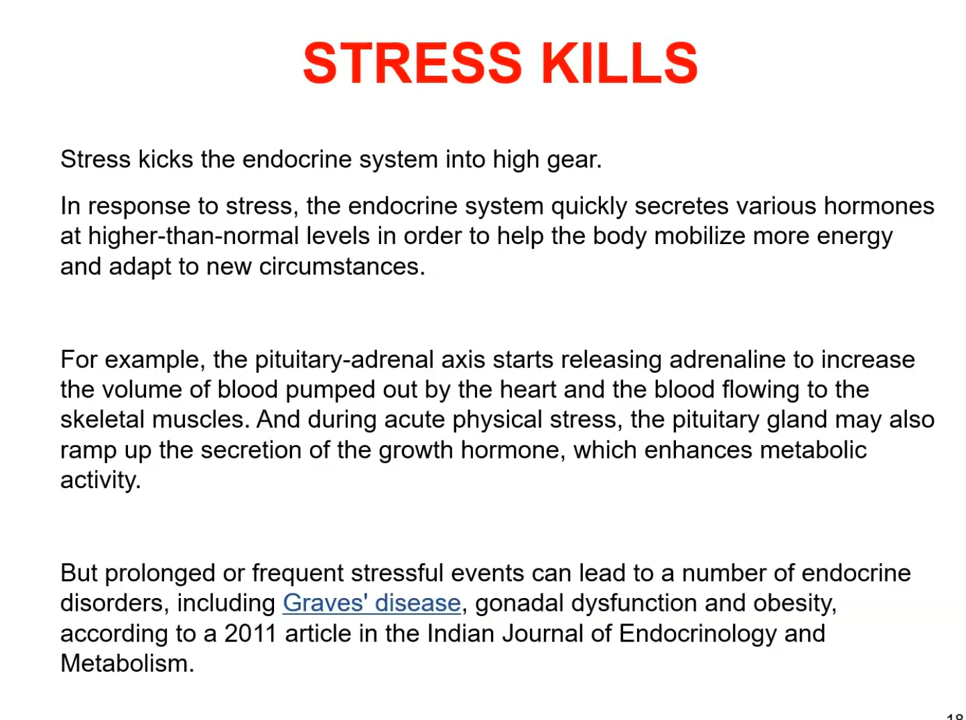 STRESS KILLS
Stress kicks the endocrine system into high gear.
In response to stress, the endocrine system quickly secretes various hormones
at higher-than-normal levels in order to help the body mobilize more energy
and adapt to new circumstances.
For example, the pituitary-adrenal axis starts releasing adrenaline to increase
the volume of blood pumped out by the heart and the blood flowing to the
skeletal muscles. And during acute physical stress, the pituitary gland may also
ramp up the secretion of the growth hormone, which enhances metabolic
activity.
But prolonged or frequent stressful events can lead to a number of endocrine
disorders, including Graves' disease, gonadal dysfunction and obesity,
according to a 2011 article in the Indian Journal of Endocrinology and
Metabolism.